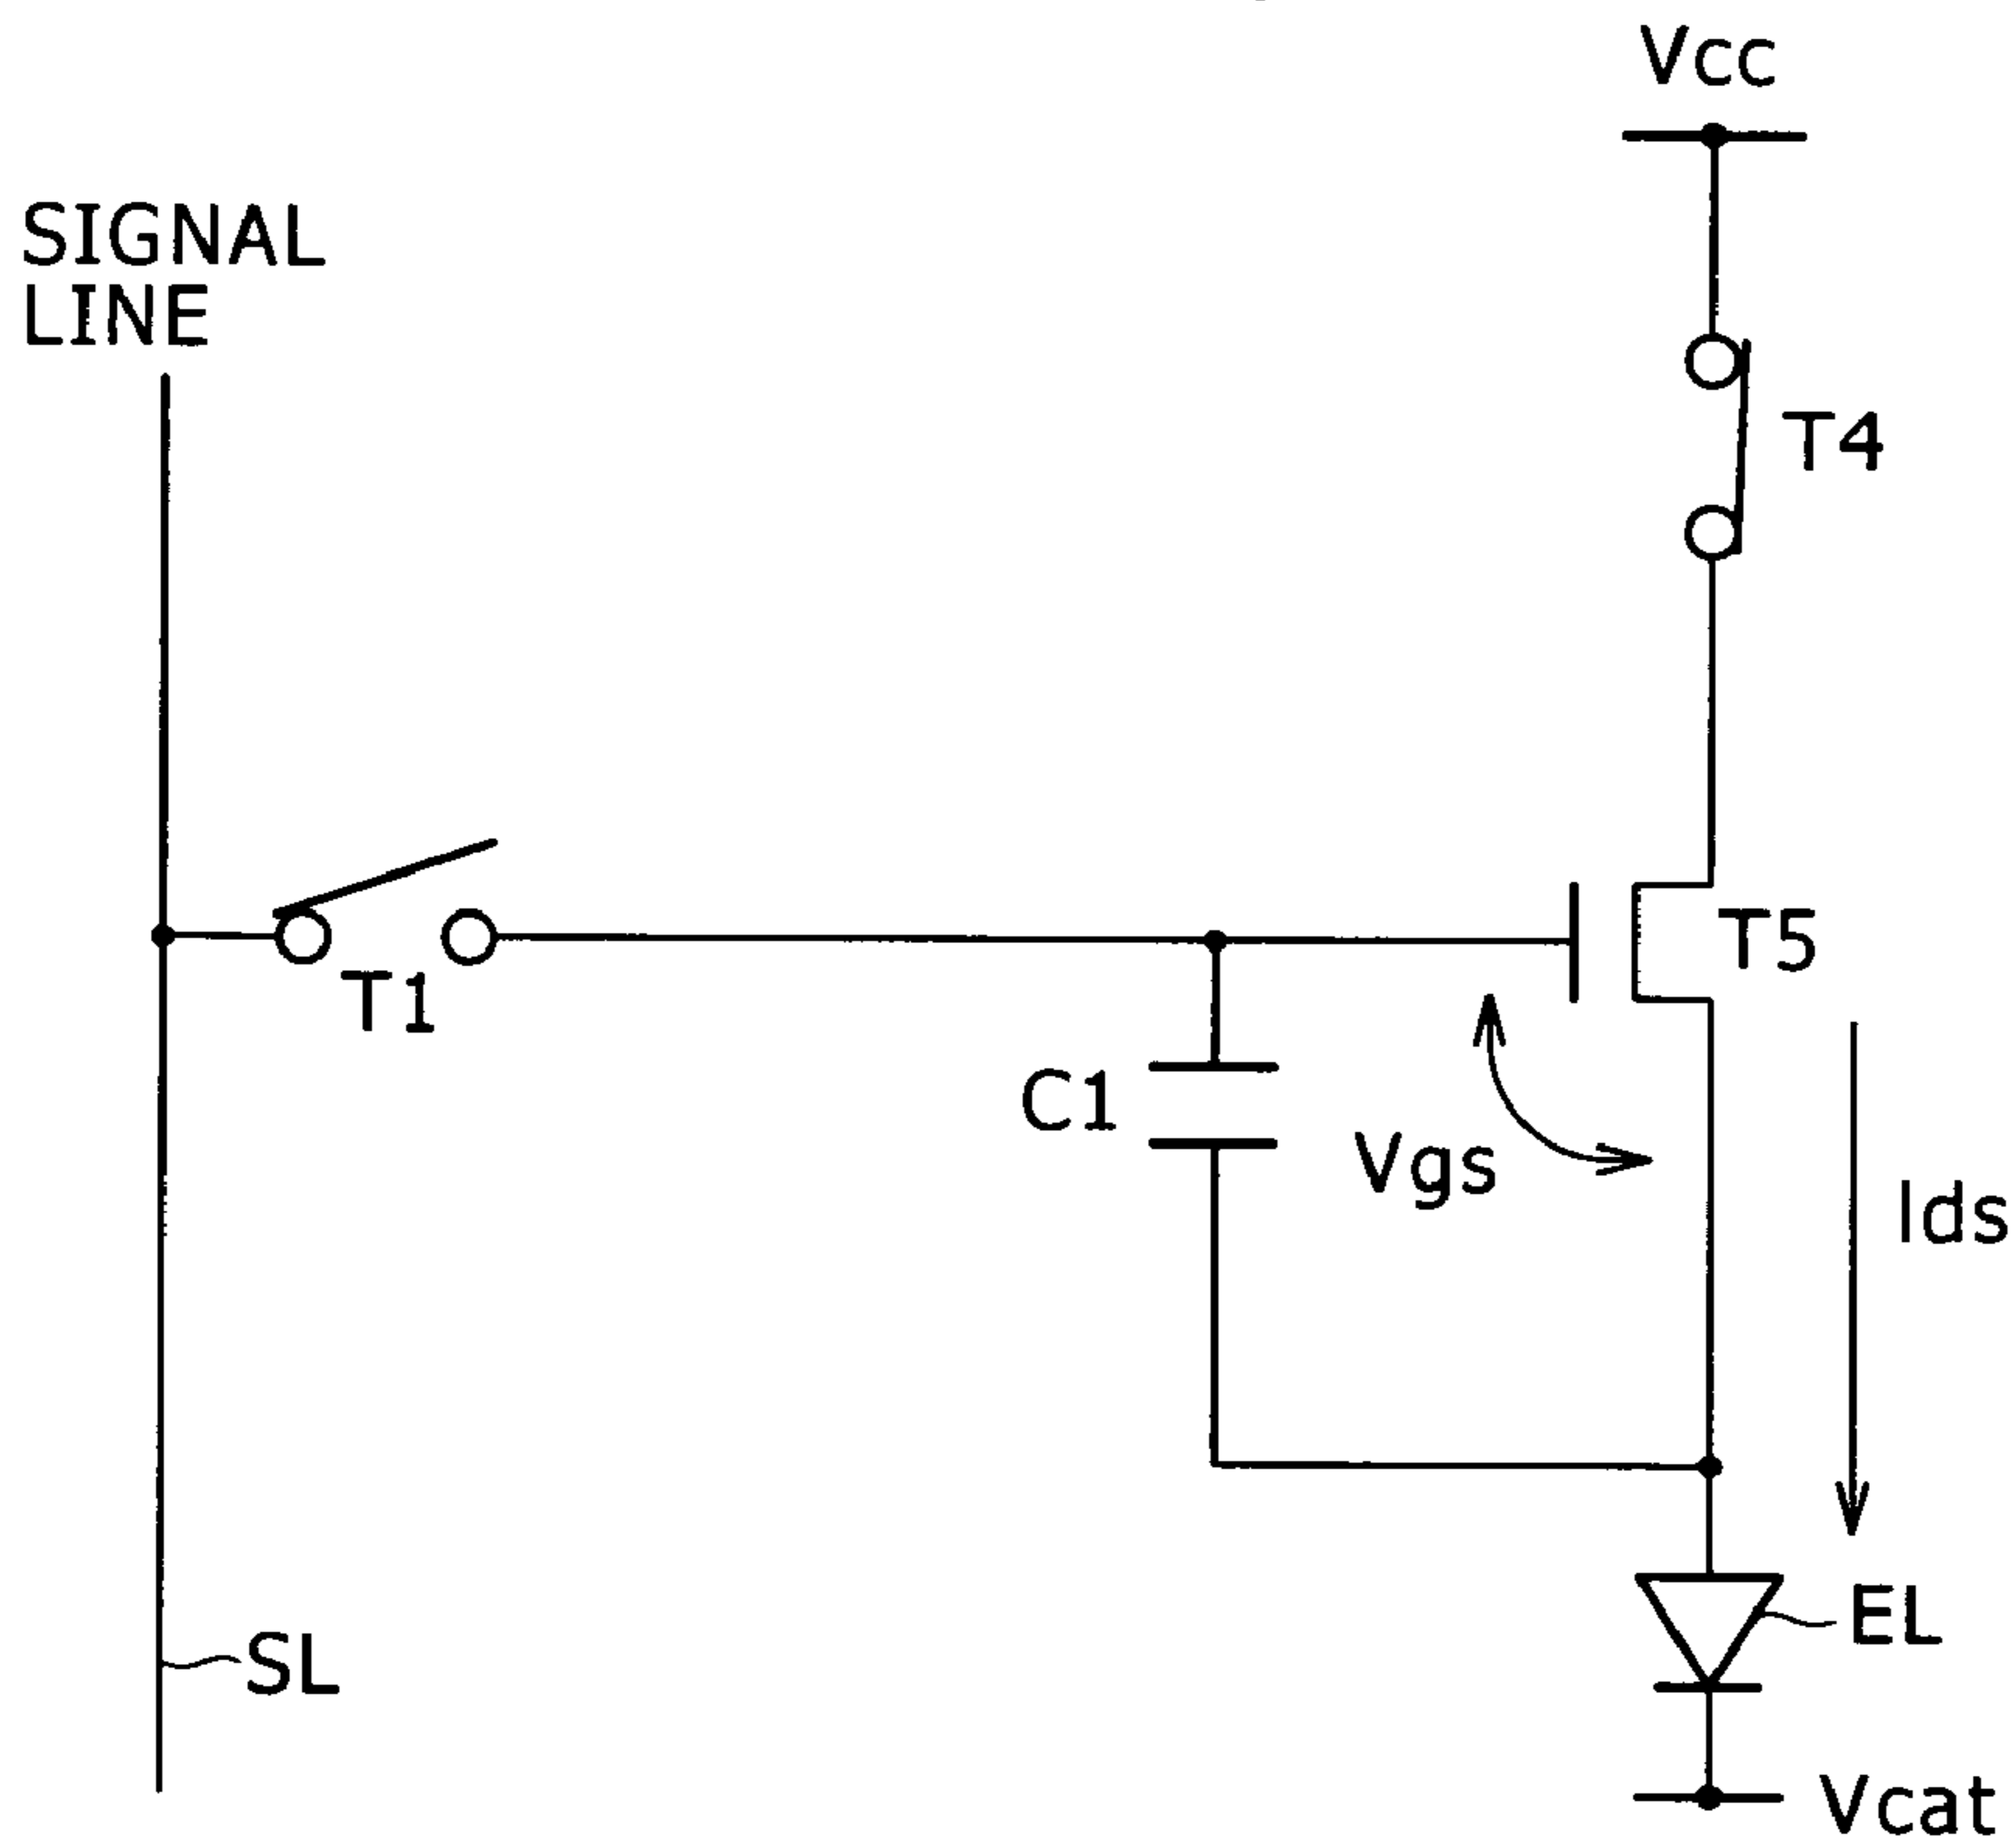 Vcc
SIGNAL
LINE
T4
T5
T1
C1
Vgs
Ids
EL
SL
Vcat